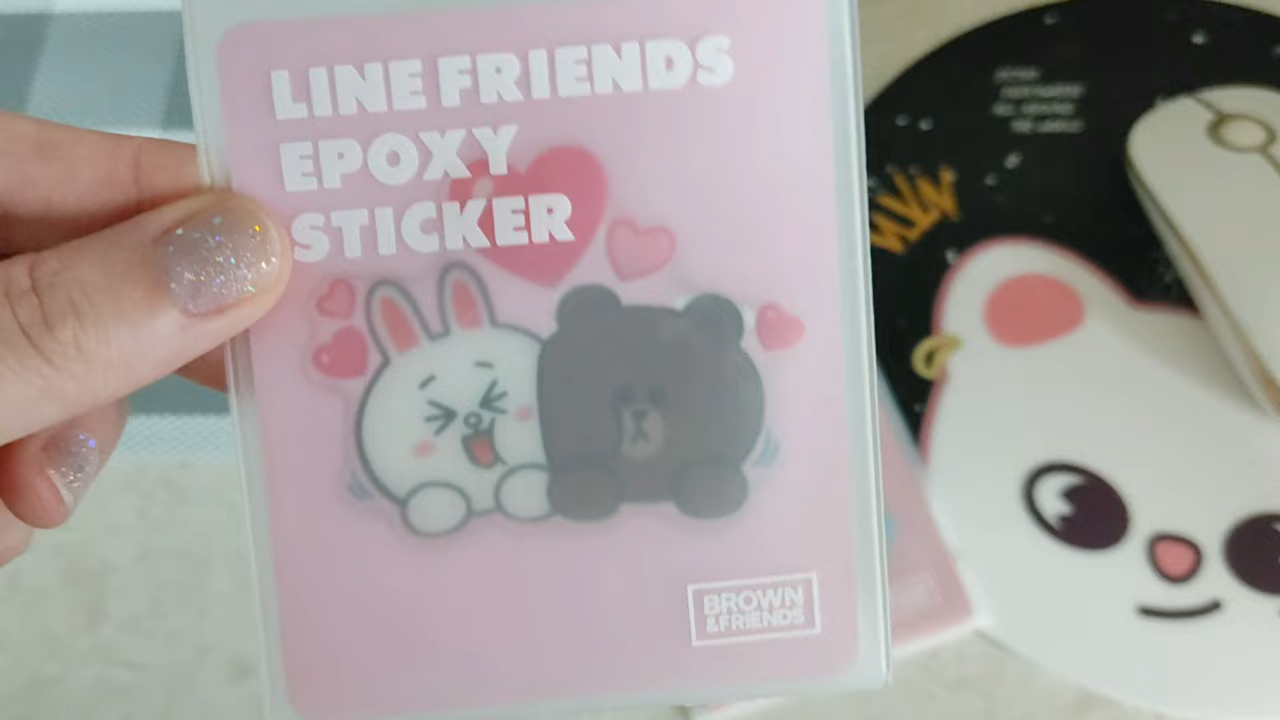 LINE FRIENDS
EPOXY
STICKER
BROWN
&FRIENDS